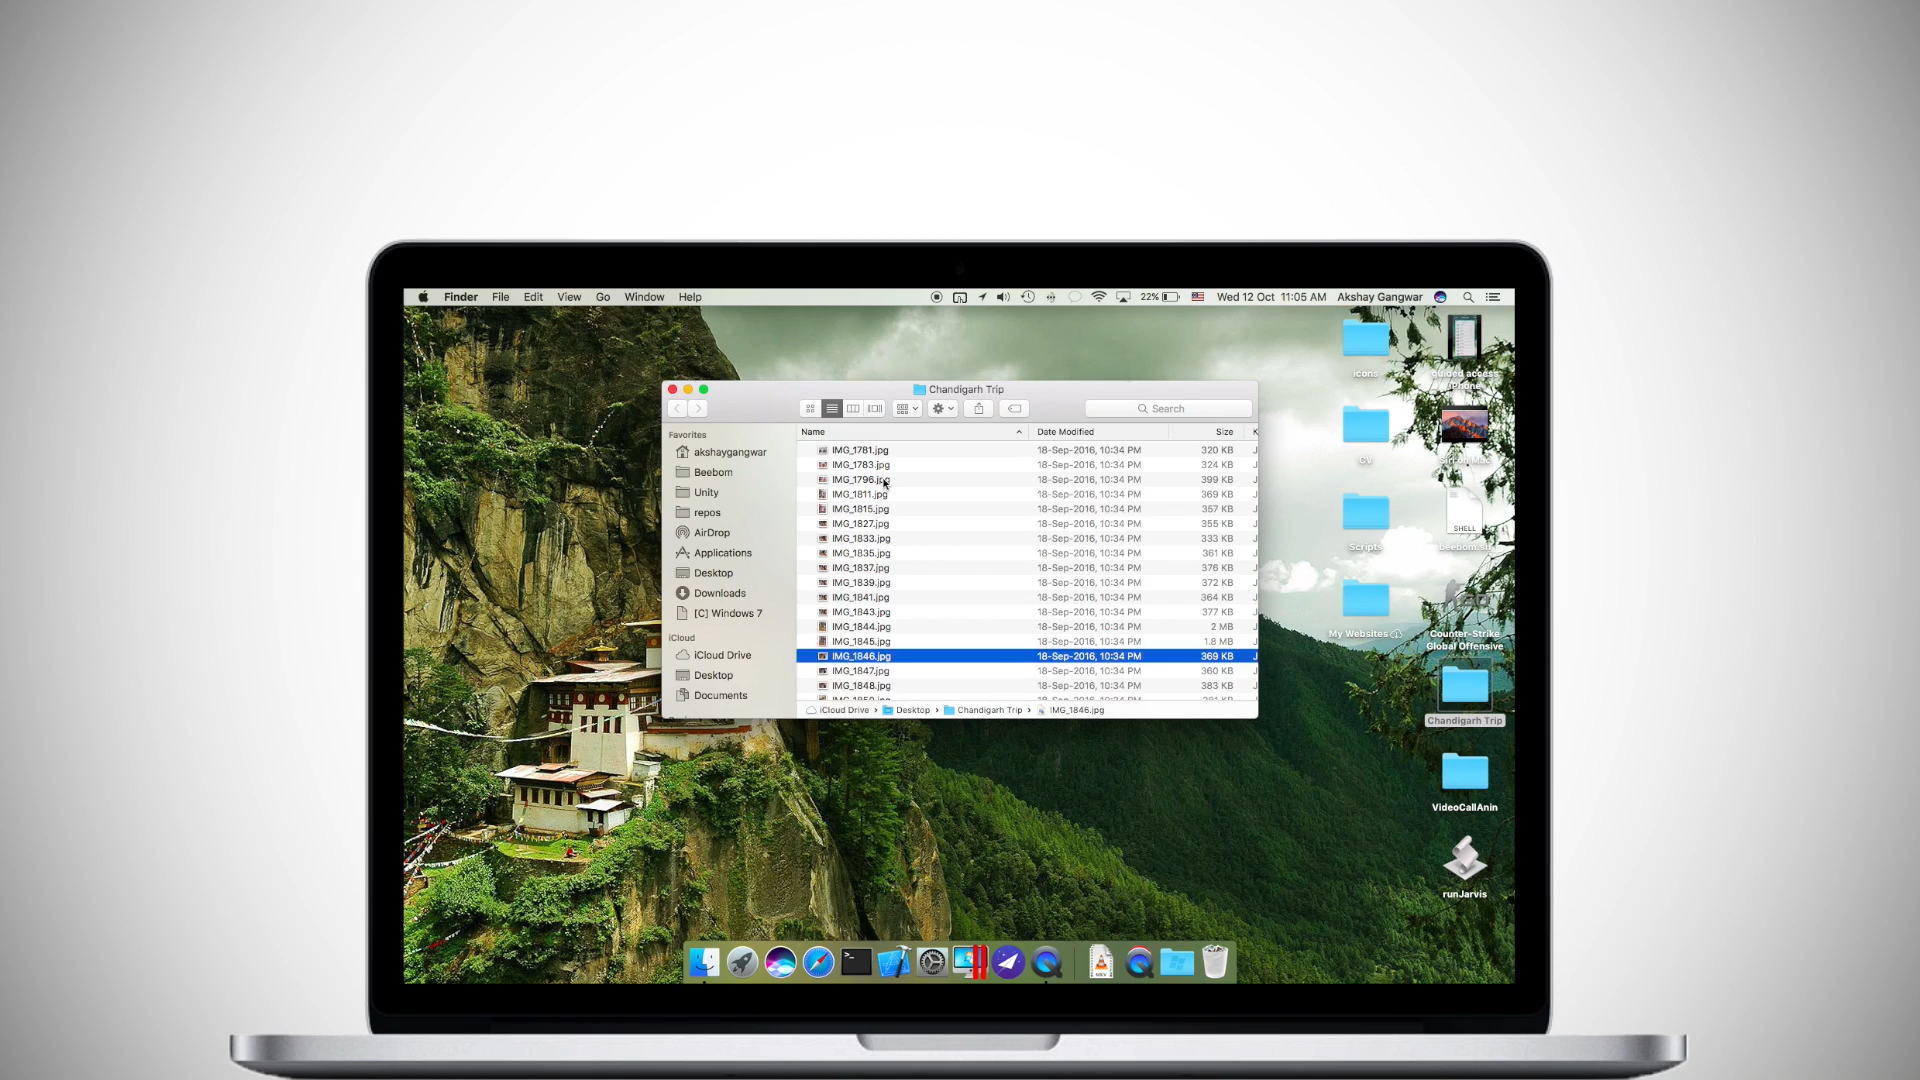 Finder File Edit View Go Window Help 22% Wed 12 Oct 11:05 AM Akshay Gangwar
Chandigarh Trip
Search
Favorites
akshaygangwar
Beebom
Unity
repos
AirDrop
Applications
Desktop
Downloads
[C] Windows 7
iCloud
iCloud Drive
Desktop
Documents
Name Date Modified Size K
IMG_1781.jpg 18-Sep-2016, 10:34 PM 320 KB J
IMG_1783.jpg 18-Sep-2016, 10:34 PM 324 KB J
IMG_1796.jpg 18-Sep-2016, 10:34 PM 399 KB J
IMG_1811.jpg 18-Sep-2016, 10:34 PM 369 KB J
IMG_1815.jpg 18-Sep-2016, 10:34 PM 357 KB J
IMG_1827.jpg 18-Sep-2016, 10:34 PM 355 KB J
IMG_1833.jpg 18-Sep-2016, 10:34 PM 333 KB J
IMG_1835.jpg 18-Sep-2016, 10:34 PM 361 KB J
IMG_1837.jpg 18-Sep-2016, 10:34 PM 376 KB J
IMG_1839.jpg 18-Sep-2016, 10:34 PM 372 KB J
IMG_1841.jpg 18-Sep-2016, 10:34 PM 364 KB J
IMG_1843.jpg 18-Sep-2016, 10:34 PM 377 KB J
IMG_1844.jpg 18-Sep-2016, 10:34 PM 2 MB J
IMG_1845.jpg 18-Sep-2016, 10:34 PM 1.8 MB J
IMG_1846.jpg 18-Sep-2016, 10:34 PM 369 KB J
IMG_1847.jpg 18-Sep-2016, 10:34 PM 360 KB J
IMG_1848.jpg 18-Sep-2016, 10:34 PM 383 KB J
iCloud Drive › Desktop › Chandigarh Trip › IMG_1846.jpg
icons
guided access
iPhone
CV
Scripts
SHELL
beebom.sh
My Websites
Counter-Strike
Global Offensive
Chandigarh Trip
VideoCallAnin
runJarvis